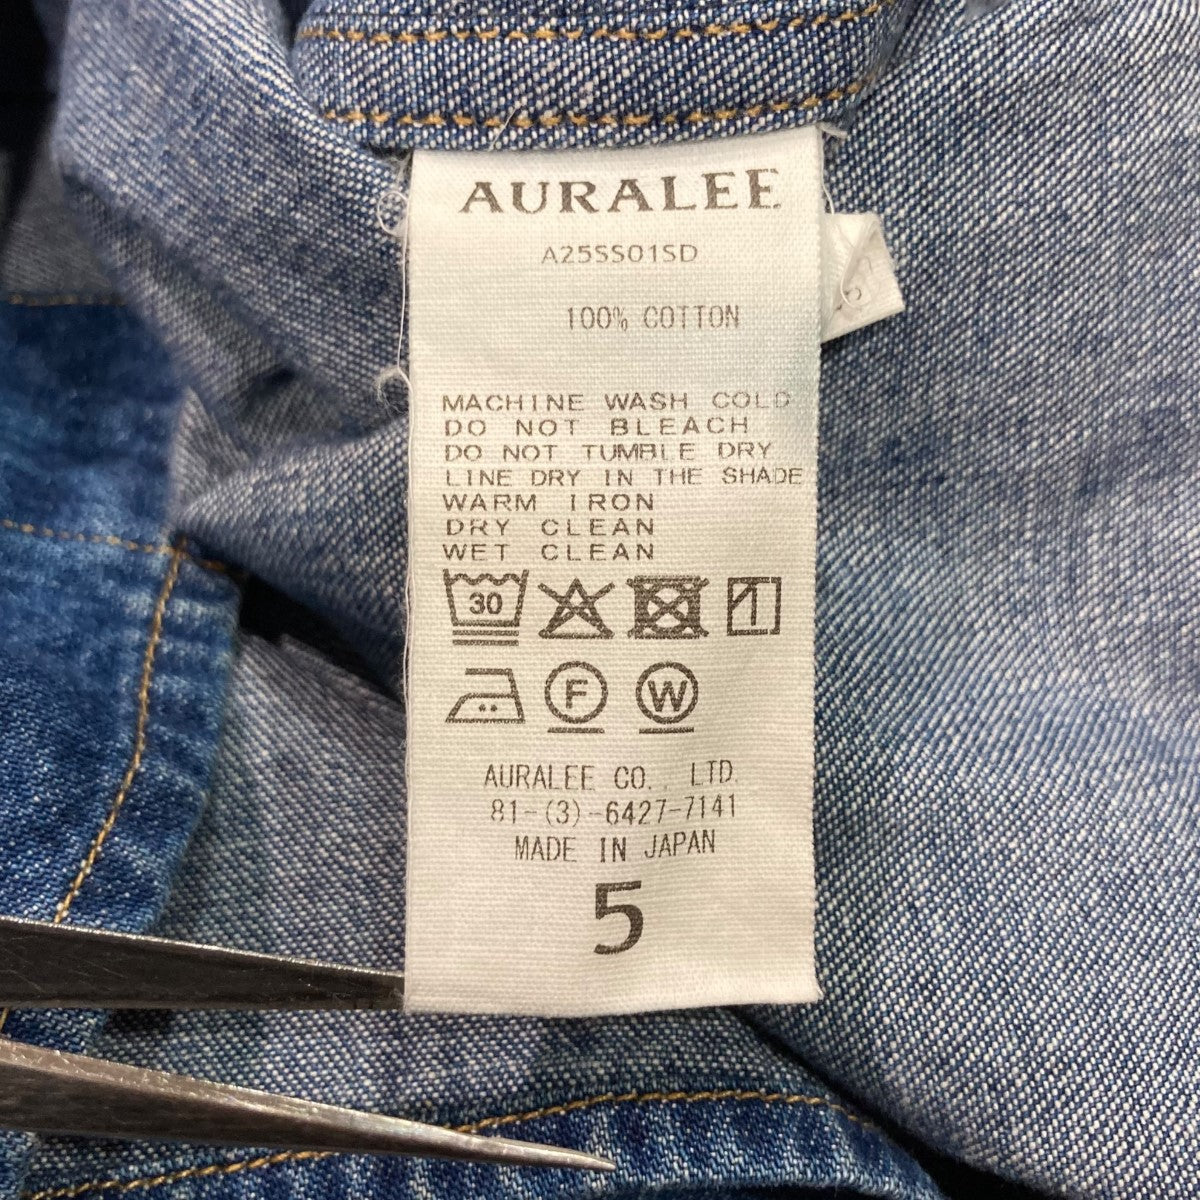 AURALEE
A25SS01SD
100% COTTON
MACHINE WASH COLD
DO NOT BLEACH
DO NOT TUMBLE DRY
LINE DRY IN THE SHADE
WARM IRON
DRY CLEAN
WET CLEAN
30
F W
AURALEE CO., LTD.
81-(3)-6427-7141
MADE IN JAPAN
5